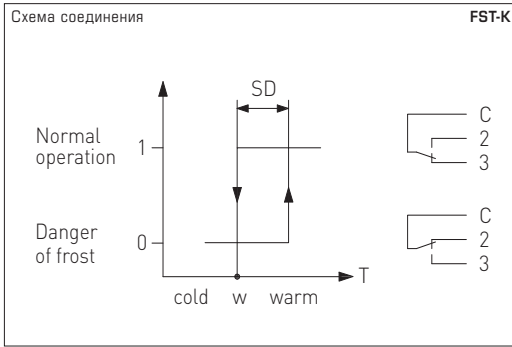 Схема соединения
FST-K
SD
Normal
operation
1
Danger
of frost
0
T
cold w warm
C
2
3
C
2
3